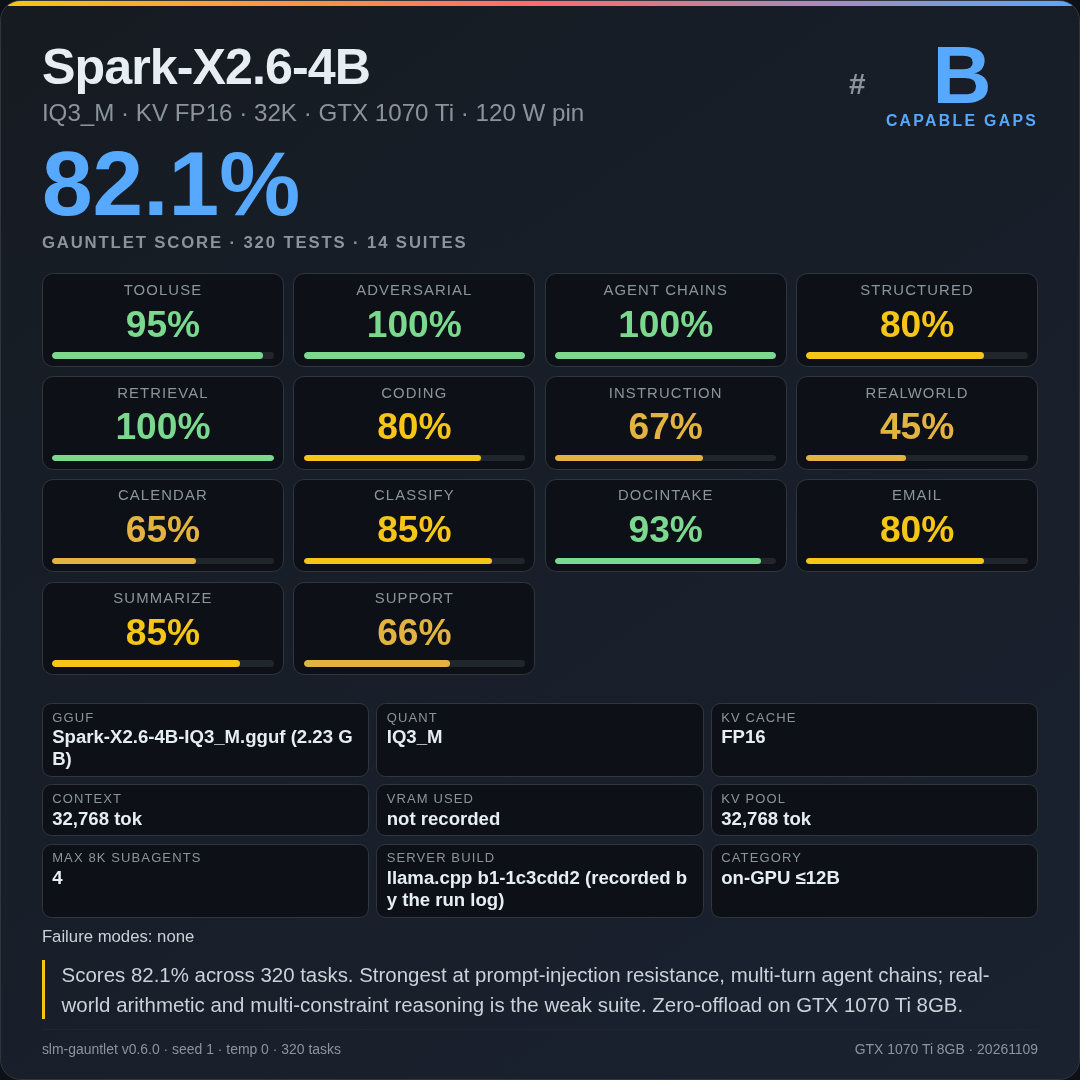 Spark-X2.6-4B
IQ3_M · KV FP16 · 32K · GTX 1070 Ti · 120 W pin
#
B
CAPABLE GAPS
82.1%
GAUNTLET SCORE · 320 TESTS · 14 SUITES
TOOLUSE
95%
ADVERSARIAL
100%
AGENT CHAINS
100%
STRUCTURED
80%
RETRIEVAL
100%
CODING
80%
INSTRUCTION
67%
REALWORLD
45%
CALENDAR
65%
CLASSIFY
85%
DOCINTAKE
93%
EMAIL
80%
SUMMARIZE
85%
SUPPORT
66%
GGUF
Spark-X2.6-4B-IQ3_M.gguf (2.23 G
B)
QUANT
IQ3_M
KV CACHE
FP16
CONTEXT
32,768 tok
VRAM USED
not recorded
KV POOL
32,768 tok
MAX 8K SUBAGENTS
4
SERVER BUILD
llama.cpp b1-1c3cdd2 (recorded b
y the run log)
CATEGORY
on-GPU ≤12B
Failure modes: none
Scores 82.1% across 320 tasks. Strongest at prompt-injection resistance, multi-turn agent chains; real-
world arithmetic and multi-constraint reasoning is the weak suite. Zero-offload on GTX 1070 Ti 8GB.
slm-gauntlet v0.6.0 · seed 1 · temp 0 · 320 tasks
GTX 1070 Ti 8GB · 20261109